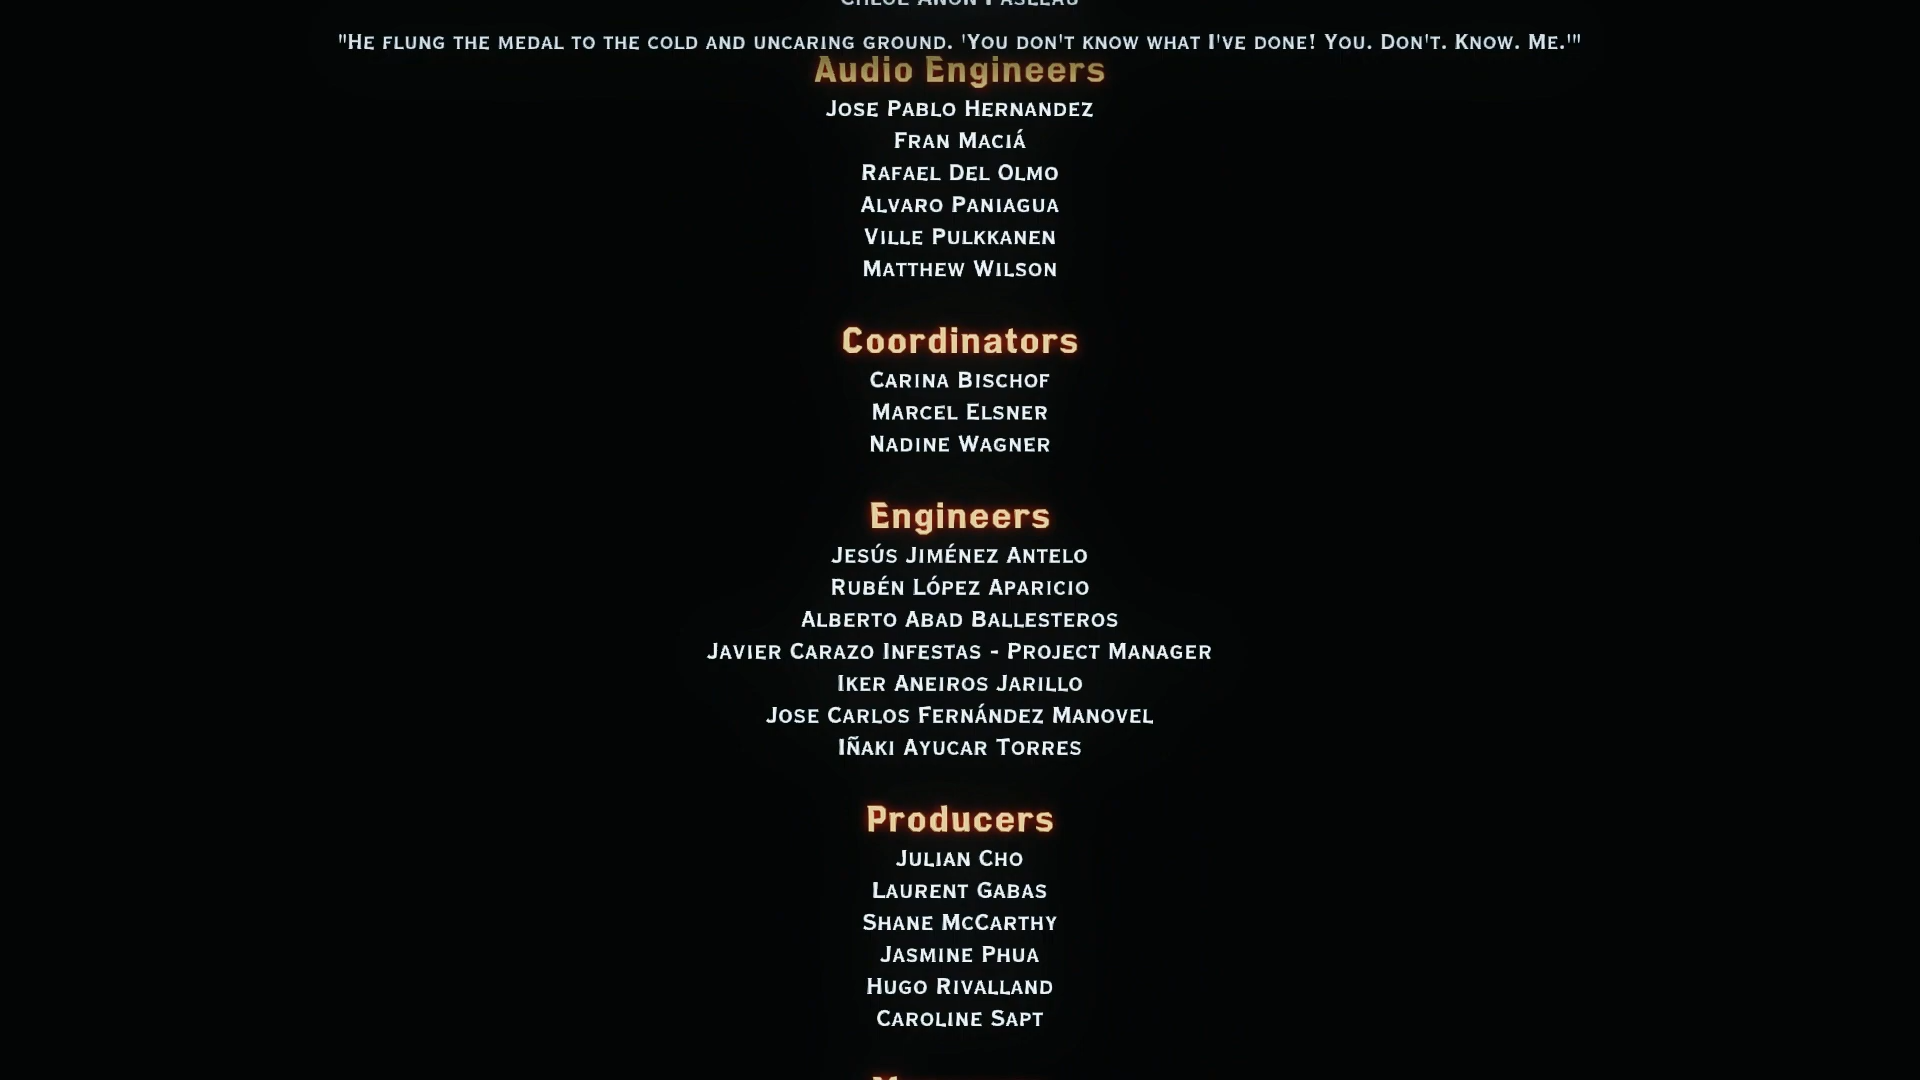 "He flung the medal to the cold and uncaring ground. 'You don't know what I've done! You. Don't. Know. Me.'"
Audio Engineers
Jose Pablo Hernandez
Fran Maciá
Rafael Del Olmo
Alvaro Paniagua
Ville Pulkkanen
Matthew Wilson
Coordinators
Carina Bischof
Marcel Elsner
Nadine Wagner
Engineers
Jesús Jiménez Antelo
Rubén López Aparicio
Alberto Abad Ballesteros
Javier Carazo Infestas - Project Manager
Iker Aneiros Jarillo
Jose Carlos Fernández Manovel
Iñaki Ayucar Torres
Producers
Julian Cho
Laurent Gabas
Shane McCarthy
Jasmine Phua
Hugo Rivalland
Caroline Sapt